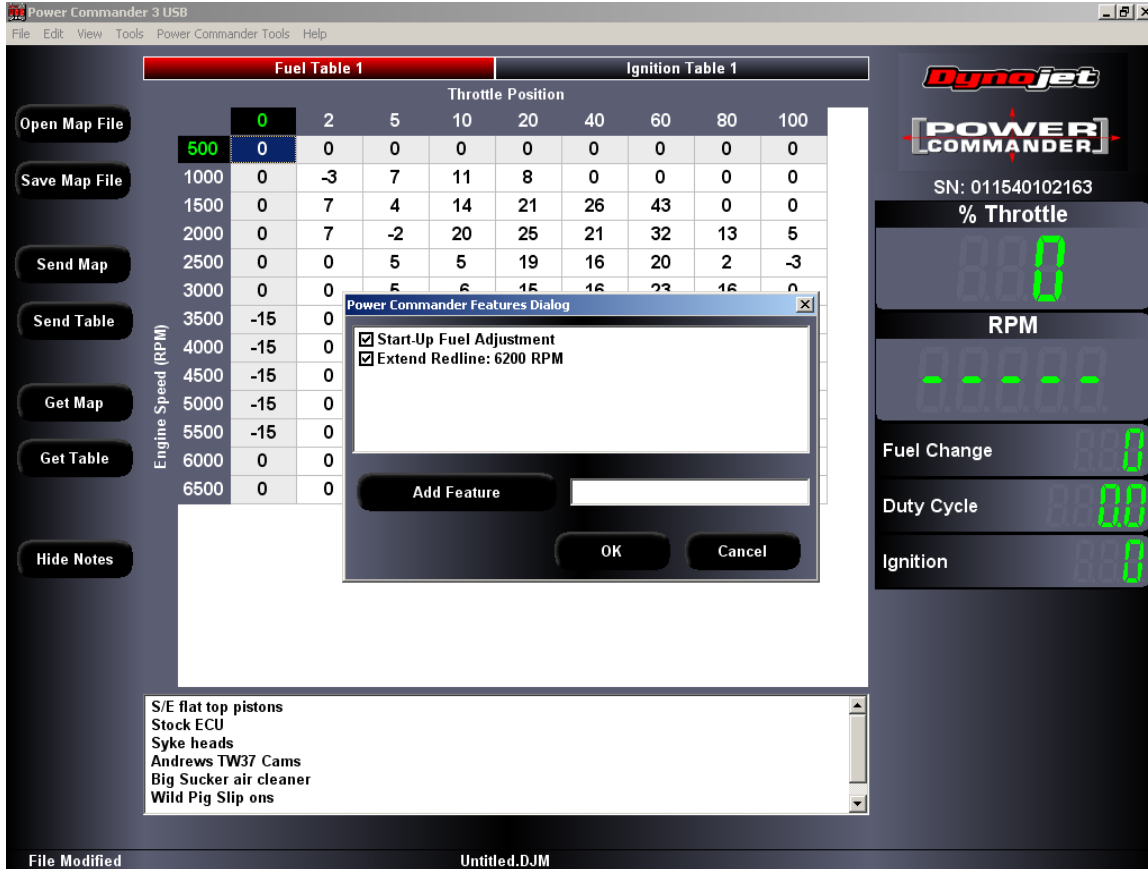 Power Commander 3 USB
File Edit View Tools Power Commander Tools Help
Fuel Table 1 Ignition Table 1
Dynojet
POWER
COMMANDER
SN: 011540102163
% Throttle
0
RPM
- - - - -
Fuel Change 0
Duty Cycle 0.0
Ignition 0
Open Map File
Save Map File
Send Map
Send Table
Get Map
Get Table
Hide Notes
Throttle Position
Engine Speed (RPM)
0 2 5 10 20 40 60 80 100
500 0 0 0 0 0 0 0 0 0
1000 0 -3 7 11 8 0 0 0 0
1500 0 7 4 14 21 26 43 0 0
2000 0 7 -2 20 25 21 32 13 5
2500 0 0 5 5 19 16 20 2 -3
3000 0 0 5 6 15 16 23 16 0
3500 -15 0
4000 -15 0
4500 -15 0
5000 -15 0
5500 -15 0
6000 0 0
6500 0 0
Power Commander Features Dialog
Start-Up Fuel Adjustment
Extend Redline: 6200 RPM
Add Feature
OK Cancel
S/E flat top pistons
Stock ECU
Syke heads
Andrews TW37 Cams
Big Sucker air cleaner
Wild Pig Slip ons
File Modified Untitled.DJM